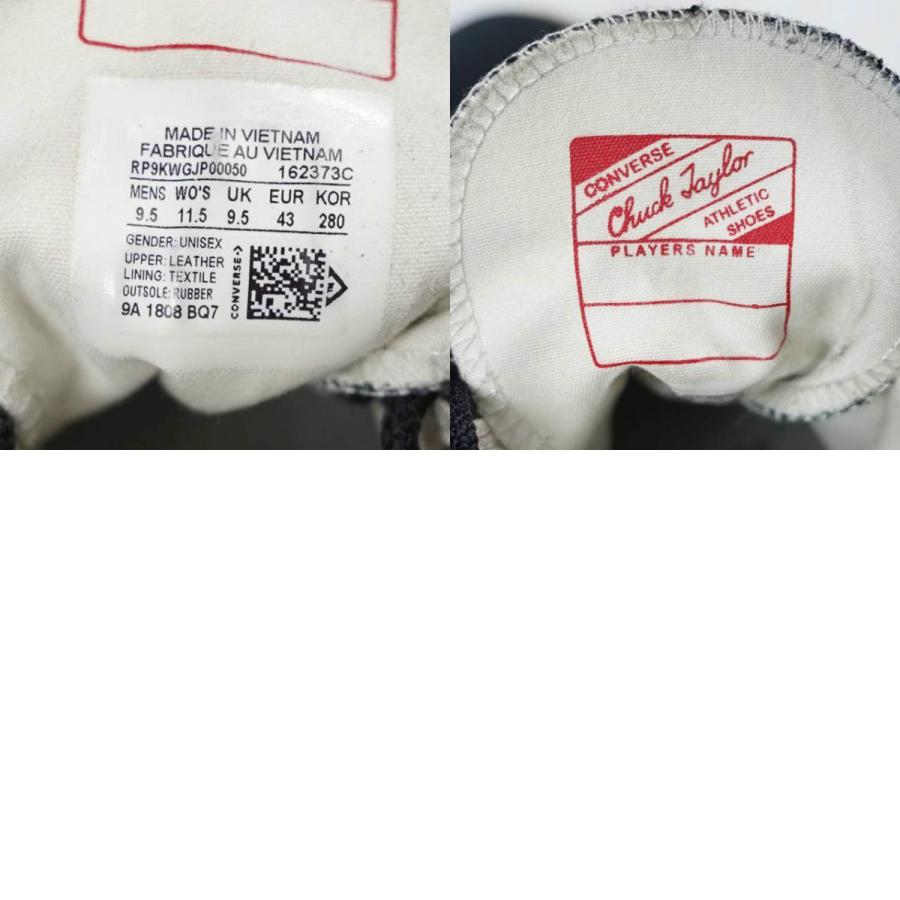 MADE IN VIETNAM
FABRIQUE AU VIETNAM
RP9KWGJP00050 162373C
MENS WO'S UK EUR KOR
9.5 11.5 9.5 43 280
GENDER: UNISEX
UPPER: LEATHER
LINING: TEXTILE
OUTSOLE: RUBBER
9A 1808 BQ7
CONVERSE
CONVERSE
Chuck Taylor
ATHLETIC
SHOES
PLAYERS NAME